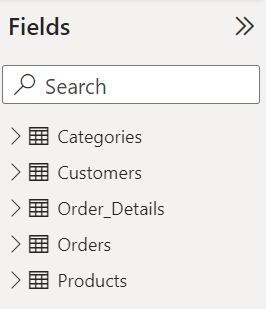 Fields
Search
Categories
Customers
Order_Details
Orders
Products